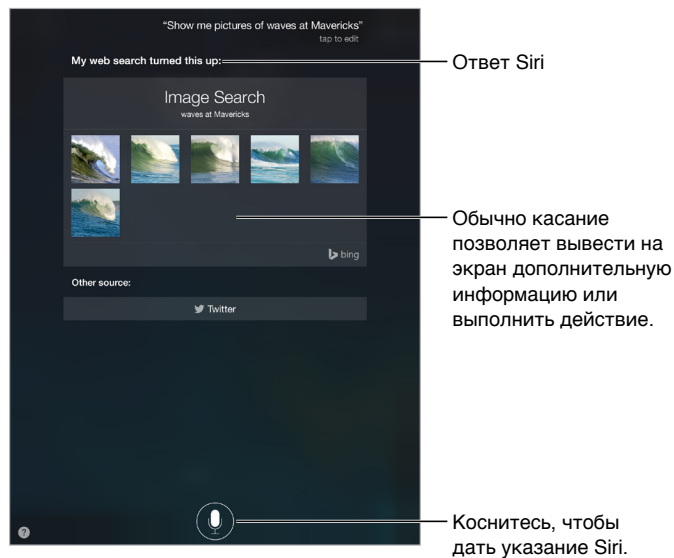 “Show me pictures of waves at Mavericks”
tap to edit
My web search turned this up:
Ответ Siri
Image Search
waves at Mavericks
Обычно касание
позволяет вывести на
экран дополнительную
информацию или
выполнить действие.
bing
Other source:
Twitter
?
Коснитесь, чтобы
дать указание Siri.